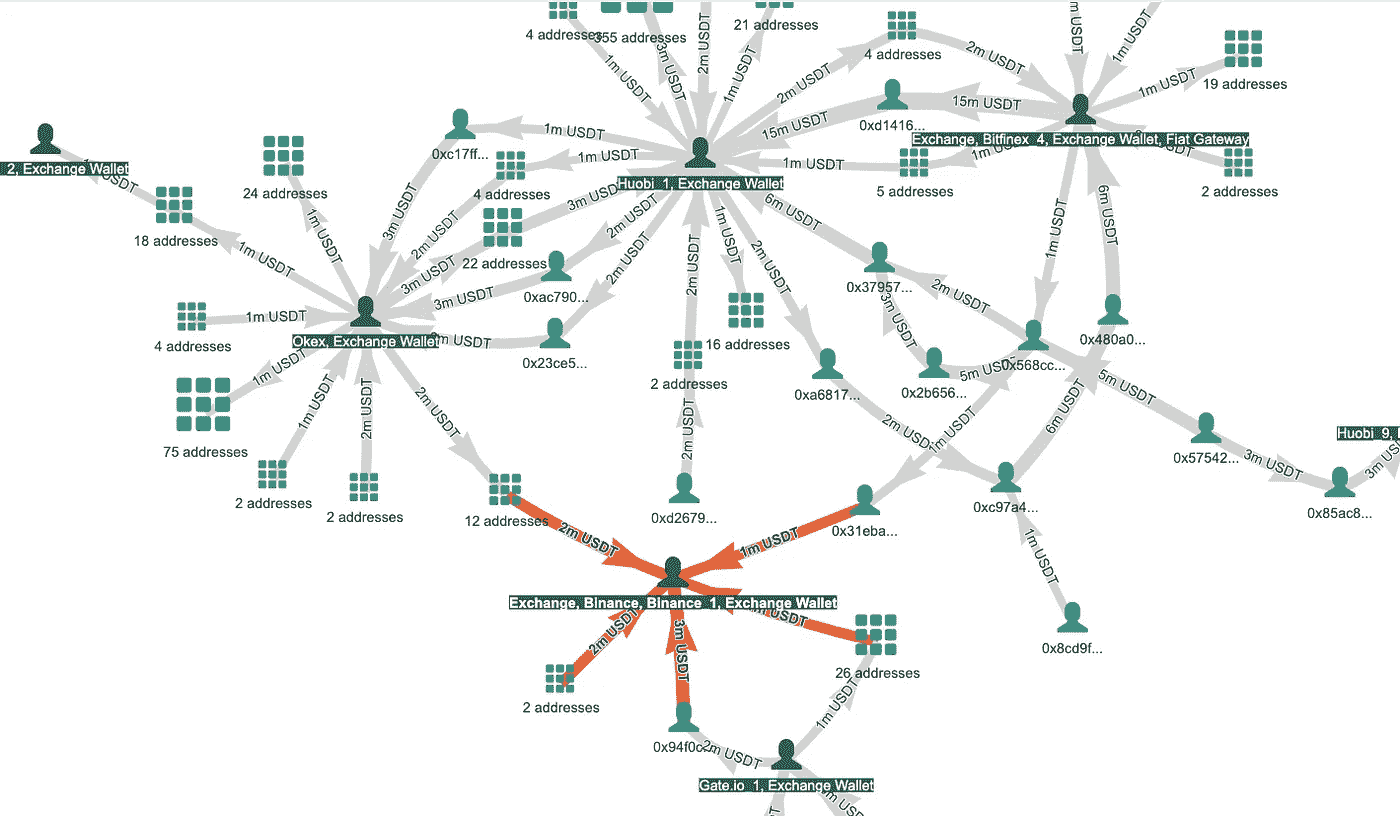 4 addresses
355 addresses
21 addresses
2m USDT
3m USDT
1m USDT
1m USDT
m USDT
1m USDT
4 addresses
2m USDT
2m USDT
19 addresses
1m USDT
15m USDT
15m USDT
0xd1416...
Exchange, Bitfinex 4, Exchange Wallet, Fiat Gateway
1m USDT
0xc17ff...
2, Exchange Wallet
24 addresses
1m USDT
4 addresses
Huobi 1, Exchange Wallet
1m USDT
5 addresses
2 addresses
18 addresses
1m USDT
1m USDT
3m USDT
2m USDT
3m USDT
3m USDT
22 addresses
2m USDT
2m USDT
1m USDT
2m USDT
6m USDT
1m USDT
6m USDT
3m USDT
0xac790...
0x37957...
2m USDT
4 addresses
1m USDT
Okex, Exchange Wallet
m USDT
0x23ce5...
2m USDT
16 addresses
3m USDT
0x480a0...
0x568cc...
1m USDT
2 addresses
0xa6817...
0x2b656...
5m USDT
75 addresses
1m USDT
2m USDT
2m USDT
2m USDT
2m USDT
1m USDT
6m USDT
0x57542...
3m USDT
Huobi 9,
3m US
2 addresses
2 addresses
12 addresses
0xd2679...
0x31eba...
0xc97a4...
0x85ac8...
2m USDT
1m USDT
1m USDT
Exchange, BInance, BInance 1, Exchange Wallet
2m USDT
3m USDT
USDT
26 addresses
0x8cd9f...
2 addresses
0x94f0c
2m USDT
1m USDT
Gate.io 1, Exchange Wallet
m USDT